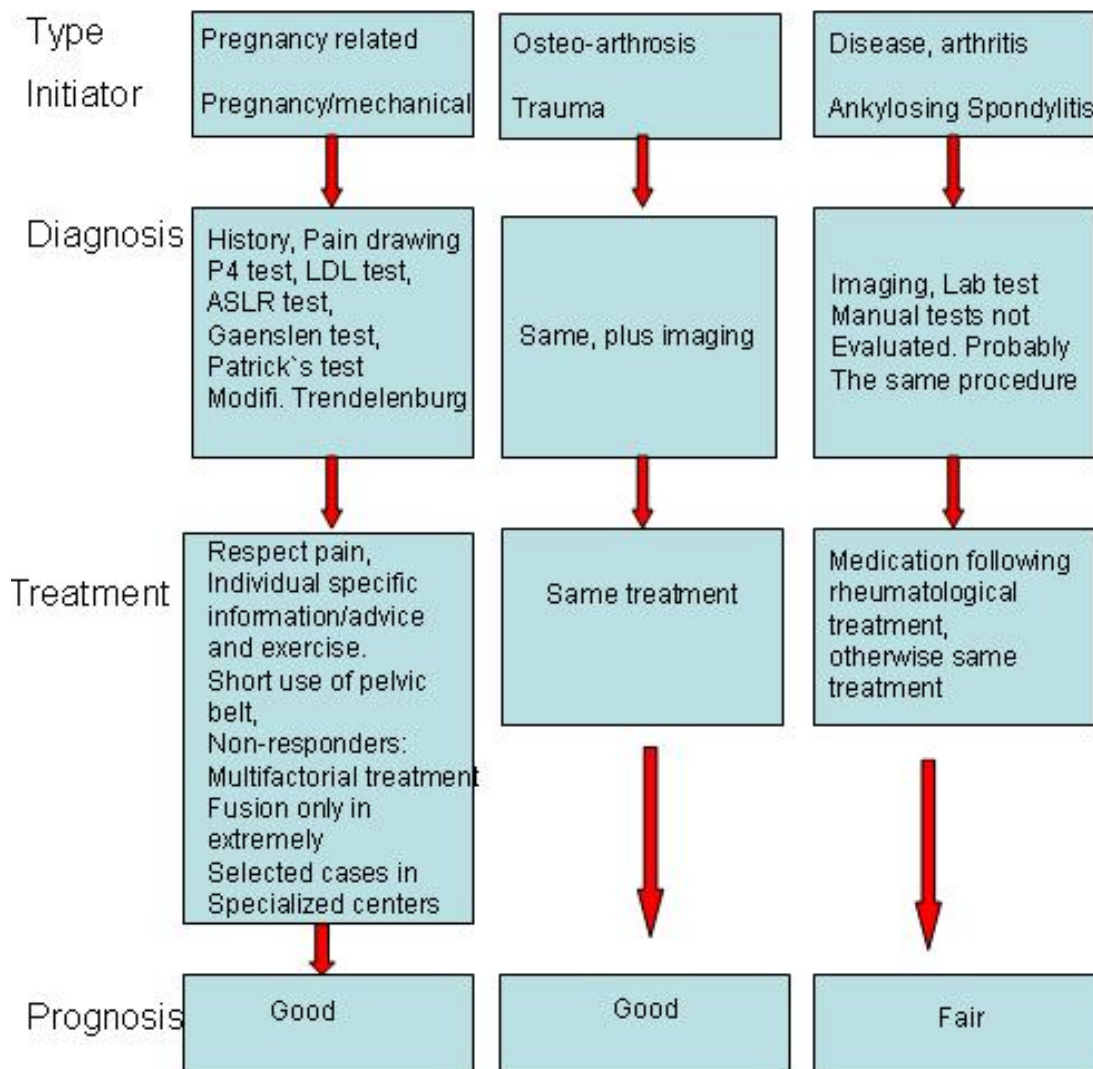 Type
Initiator
Pregnancy related
Pregnancy/mechanical
Osteo-arthrosis
Trauma
Disease, arthritis
Ankylosing Spondylitis
Diagnosis
History, Pain drawing
P4 test, LDL test,
ASLR test,
Gaenslen test,
Patrick`s test
Modifi. Trendelenburg
Same, plus imaging
Imaging, Lab test
Manual tests not
Evaluated. Probably
The same procedure
Treatment
Respect pain,
Individual specific
information/advice
and exercise.
Short use of pelvic
belt,
Non-responders:
Multifactorial treatment
Fusion only in
extremely
Selected cases in
Specialized centers
Same treatment
Medication following
rheumatological
treatment,
otherwise same
treatment
Prognosis
Good
Good
Fair